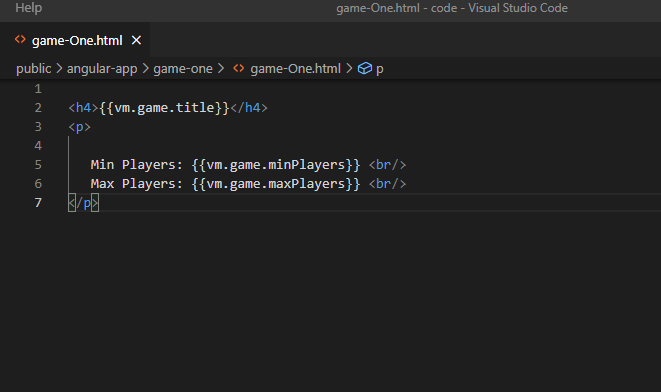 Help game-One.html - code - Visual Studio Code
game-One.html ×
public > angular-app > game-one > game-One.html > p
1
2 <h4>{{vm.game.title}}</h4>
3 <p>
4
5 Min Players: {{vm.game.minPlayers}} <br/>
6 Max Players: {{vm.game.maxPlayers}} <br/>
7 </p>